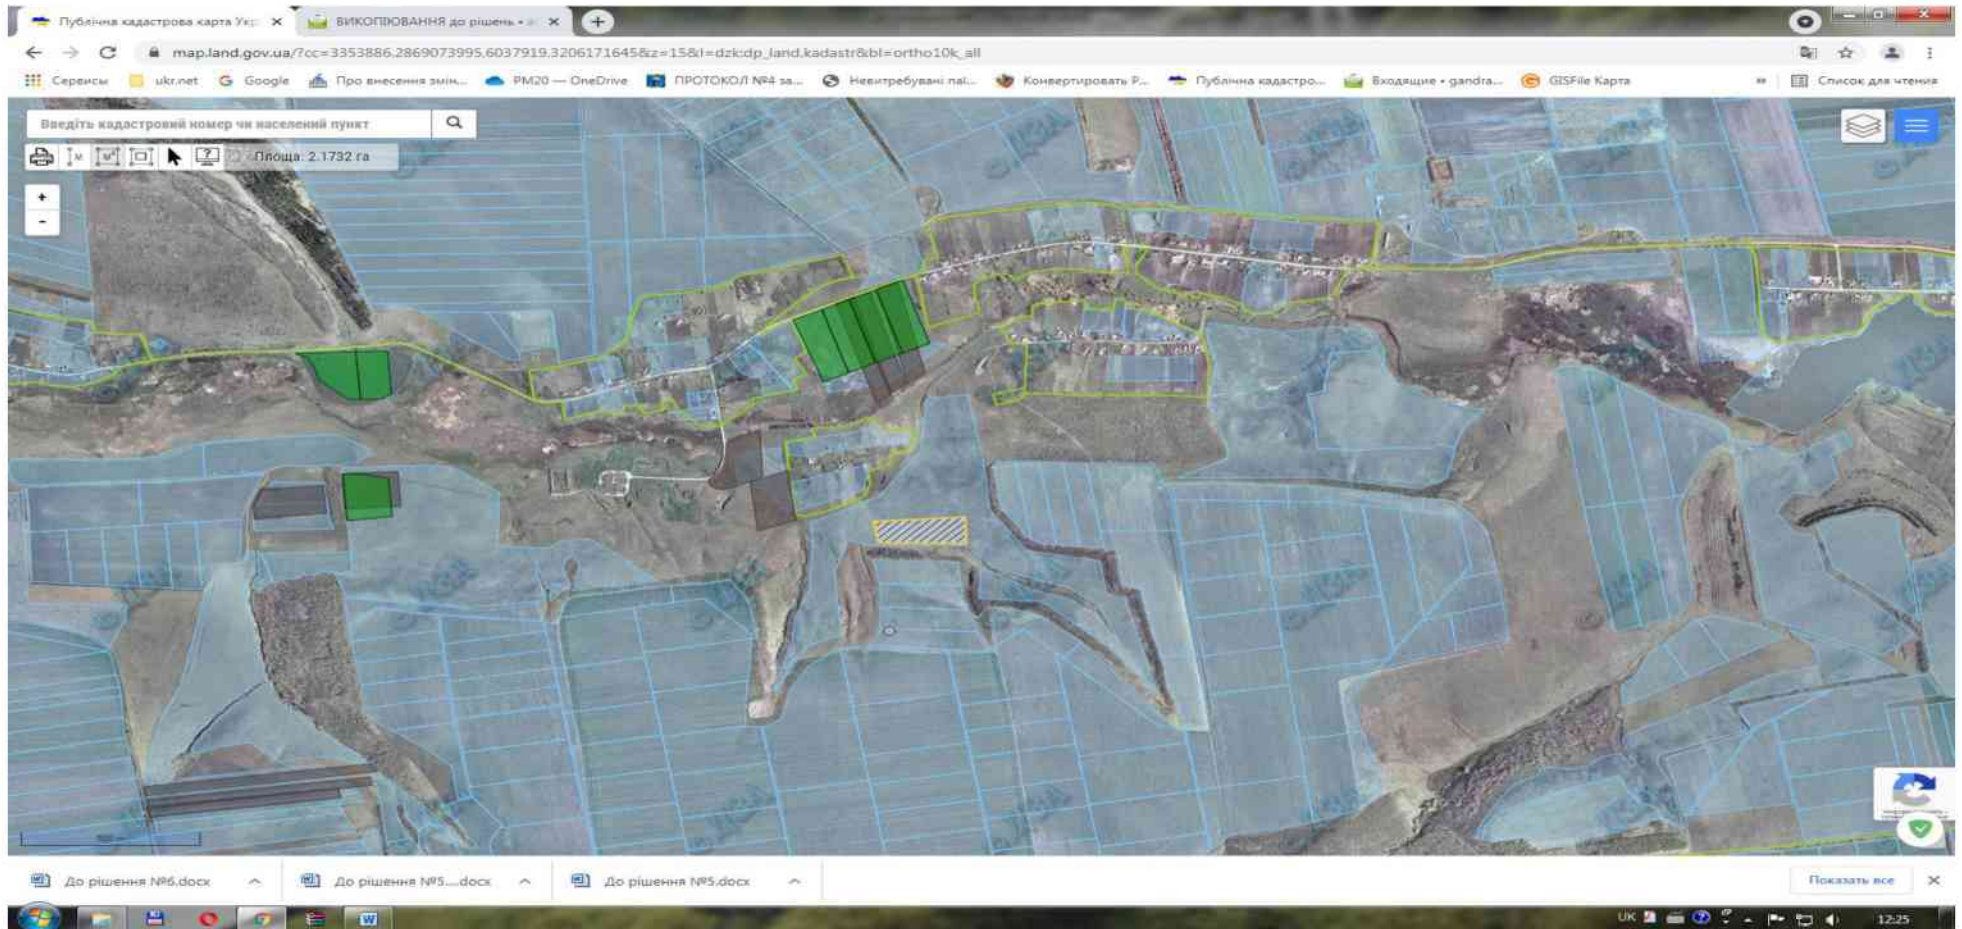 Публічна кадастрова карта Укр
ВИКОПІЮВАННЯ до рішень •
map.land.gov.ua/?cc=3353886.2869073995,6037919.3206171645&z=15&l=dzk:dp_land,kadastr&bl=ortho10k_all
Сервисы ukr.net Google Про внесення змін... PM20 — OneDrive ПРОТОКОЛ №4 за... Невитребувані паї... Конвертировать P... Публічна кадастро... Входящие • gandra... GISFile Карта » Список для чтения
Введіть кадастровий номер чи населений пункт
Площа: 2.1732 га
+
-
До рішення №6.docx До рішення №5....docx До рішення №5.docx Показать все
UK 12:25